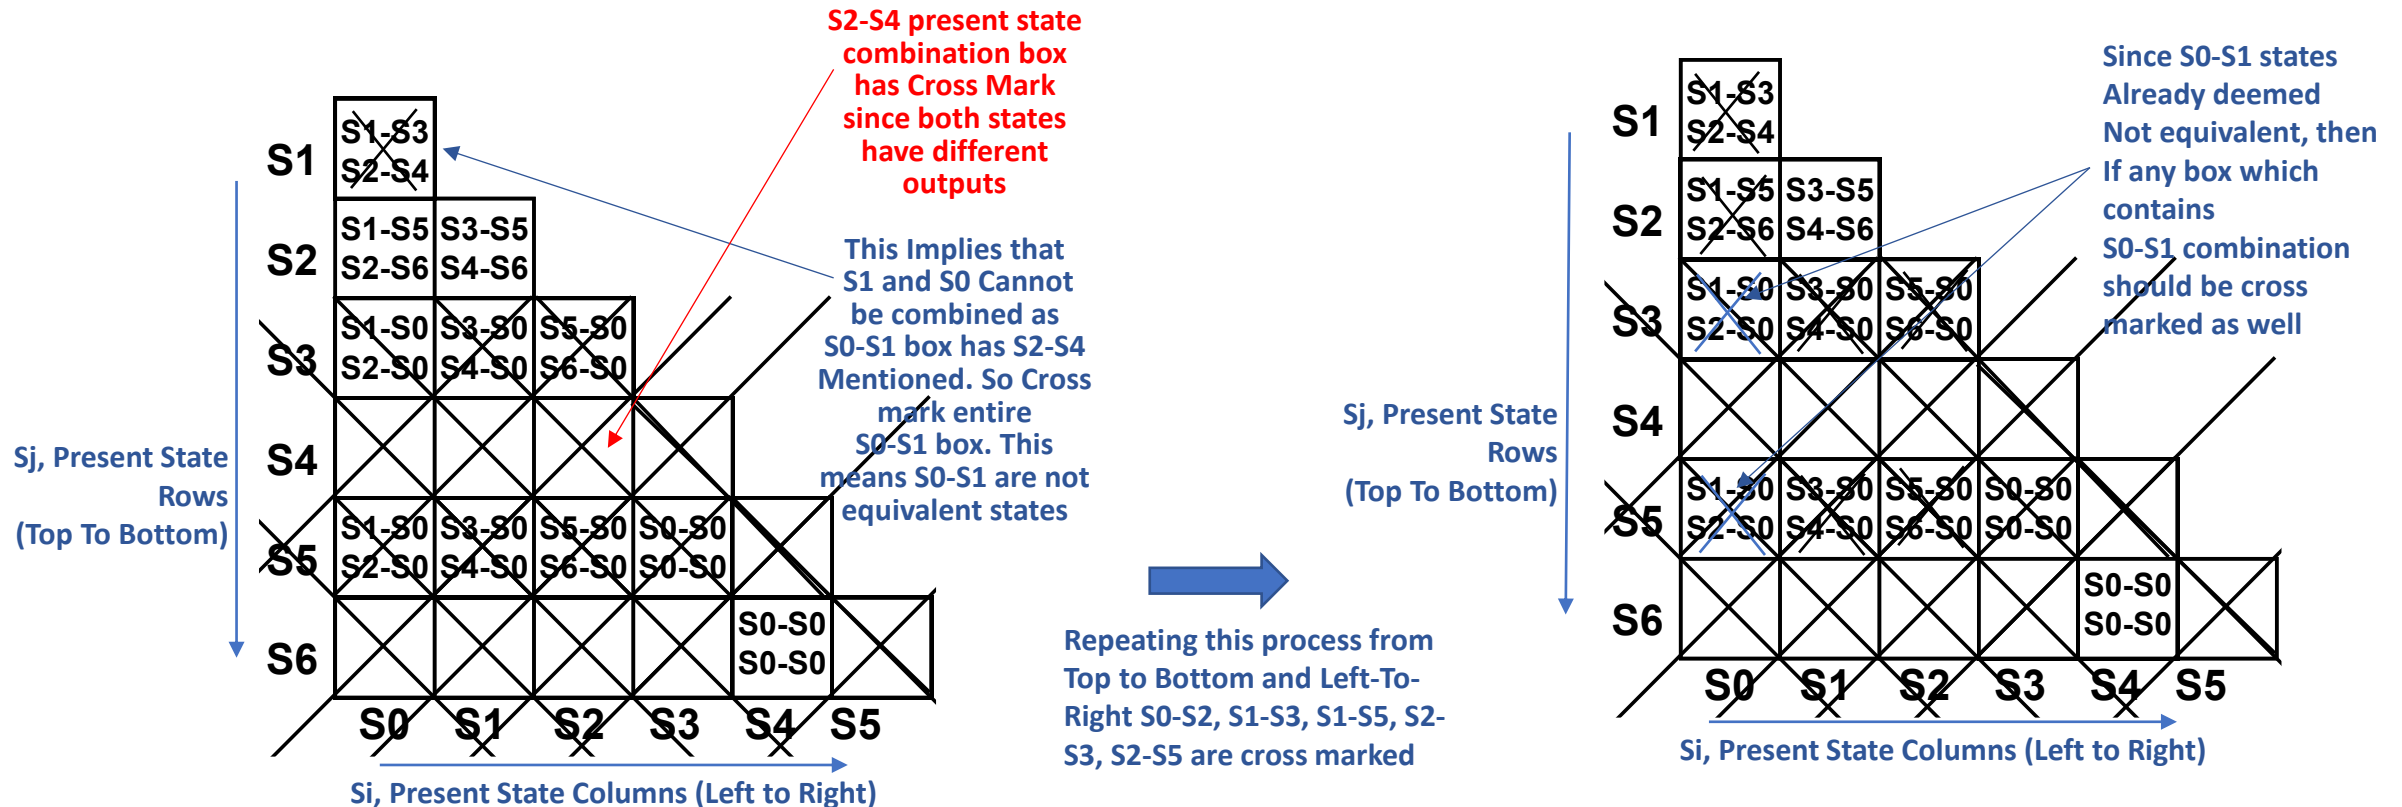 S2-S4 present state
combination box
has Cross Mark
since both states
have different
outputs
This Implies that
S1 and S0 Cannot
be combined as
S0-S1 box has S2-S4
Mentioned. So Cross
mark entire
S0-S1 box. This
means S0-S1 are not
equivalent states
S1
S1-S3
S2-S4
S2
S1-S5 S3-S5
S2-S6 S4-S6
S3
S1-S0 S3-S0 S5-S0
S2-S0 S4-S0 S6-S0
S4
S5
S1-S0 S3-S0 S5-S0 S0-S0
S2-S0 S4-S0 S6-S0 S0-S0
S6
S0-S0
S0-S0
S0 S1 S2 S3 S4 S5
Sj, Present State
Rows
(Top To Bottom)
Si, Present State Columns (Left to Right)
Repeating this process from
Top to Bottom and Left-To-
Right S0-S2, S1-S3, S1-S5, S2-
S3, S2-S5 are cross marked
Since S0-S1 states
Already deemed
Not equivalent, then
If any box which
contains
S0-S1 combination
should be cross
marked as well
S1
S1-S3
S2-S4
S2
S1-S5 S3-S5
S2-S6 S4-S6
S3
S1-S0 S3-S0 S5-S0
S2-S0 S4-S0 S6-S0
S4
S5
S1-S0 S3-S0 S5-S0 S0-S0
S2-S0 S4-S0 S6-S0 S0-S0
S6
S0-S0
S0-S0
S0 S1 S2 S3 S4 S5
Sj, Present State
Rows
(Top To Bottom)
Si, Present State Columns (Left to Right)